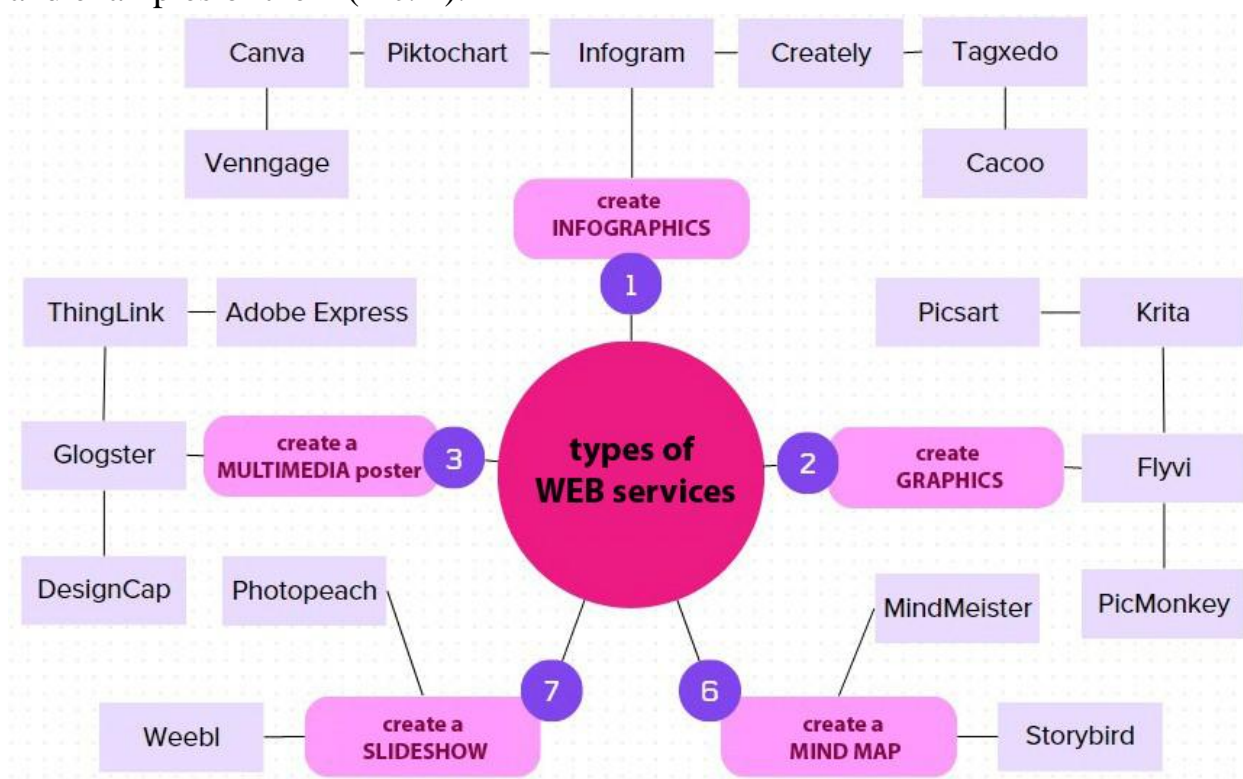 Canva
Piktochart
Infogram
Creately
Tagxedo
Venngage
Cacoo
create
INFOGRAPHICS
1
ThingLink
Adobe Express
Picsart
Krita
Glogster
create a
MULTIMEDIA poster
3
types of
WEB services
2
create
GRAPHICS
Flyvi
DesignCap
Photopeach
MindMeister
PicMonkey
7
6
Weebl
create a
SLIDESHOW
create a
MIND MAP
Storybird